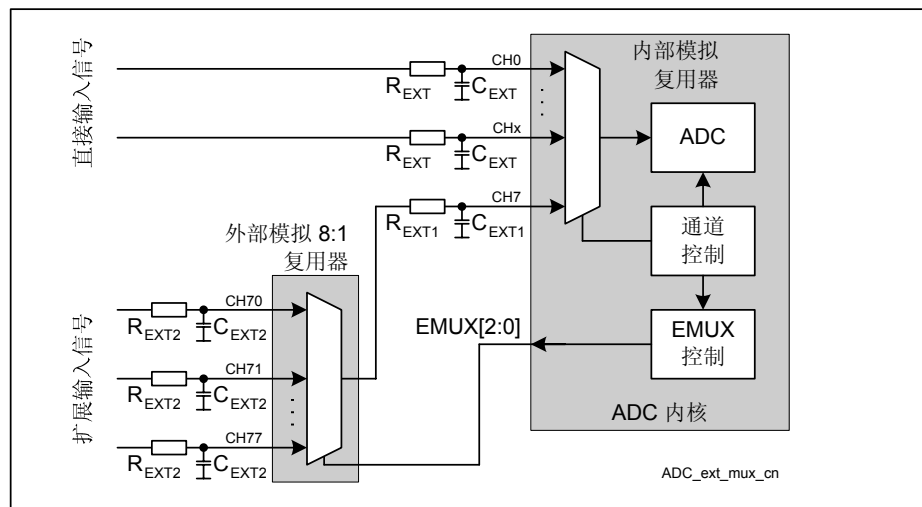 直接输入信号
CH0
R_EXT
C_EXT
CHx
R_EXT
C_EXT
CH7
R_EXT1
C_EXT1
内部模拟
复用器
ADC
通道
控制
EMUX
控制
ADC 内核
EMUX[2:0]
外部模拟 8:1
复用器
扩展输入信号
CH70
R_EXT2
C_EXT2
CH71
R_EXT2
C_EXT2
CH77
R_EXT2
C_EXT2
ADC_ext_mux_cn